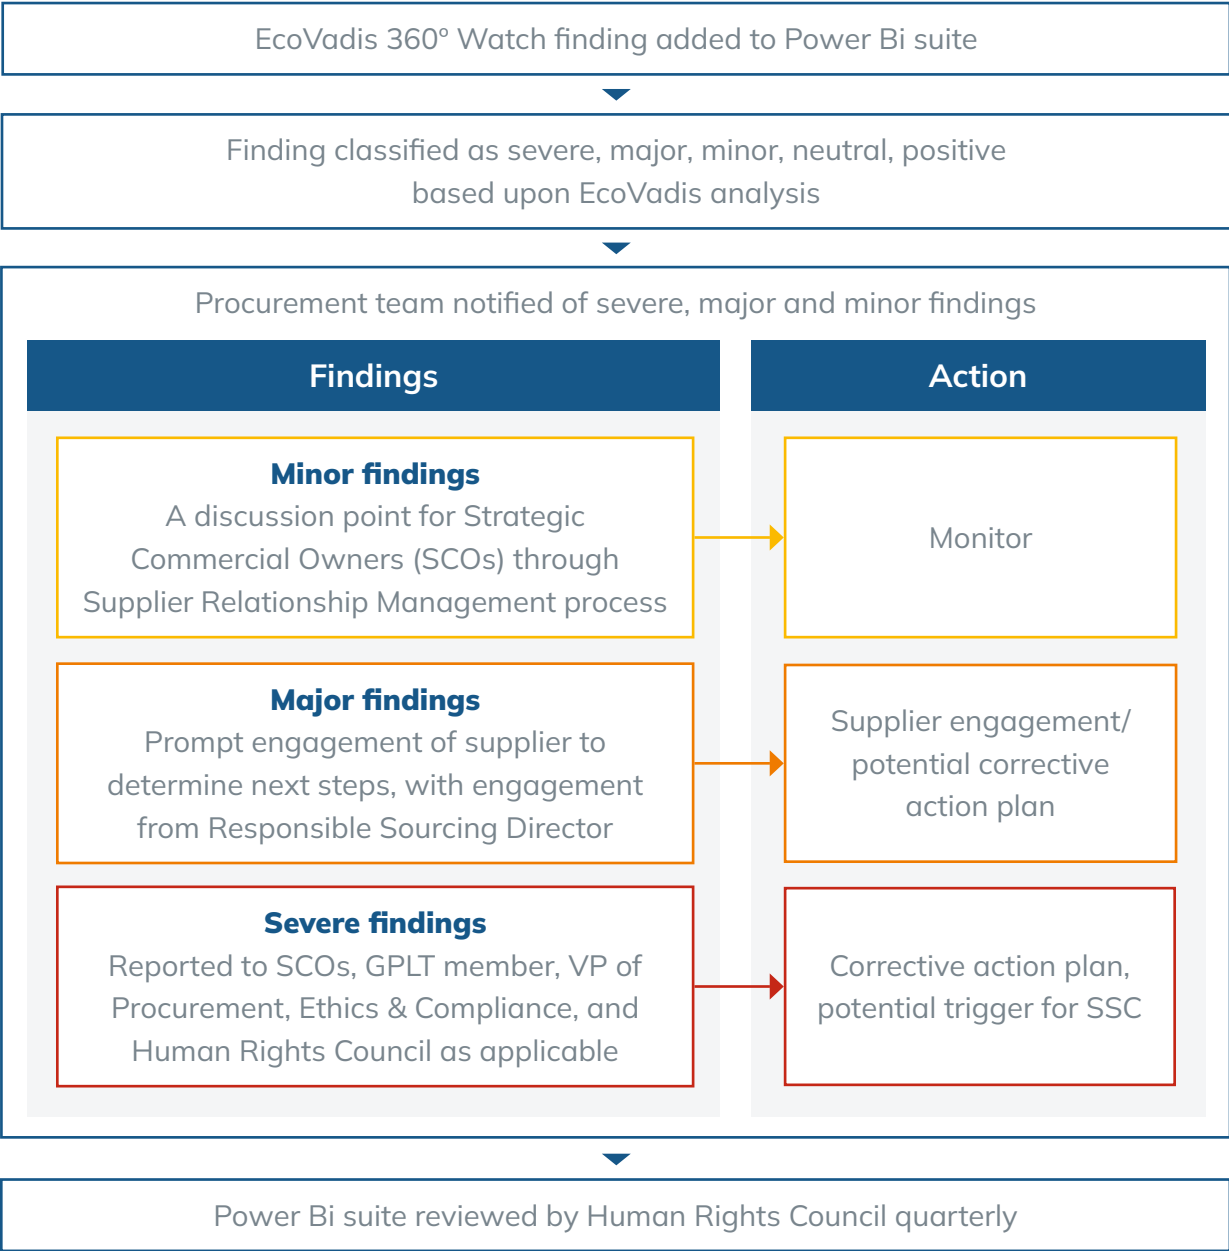 EcoVadis 360º Watch finding added to Power Bi suite
Finding classified as severe, major, minor, neutral, positive
based upon EcoVadis analysis
Procurement team notified of severe, major and minor findings
Findings
Action
Minor findings
A discussion point for Strategic
Commercial Owners (SCOs) through
Supplier Relationship Management process
Monitor
Major findings
Prompt engagement of supplier to
determine next steps, with engagement
from Responsible Sourcing Director
Supplier engagement/
potential corrective
action plan
Severe findings
Reported to SCOs, GPLT member, VP of
Procurement, Ethics & Compliance, and
Human Rights Council as applicable
Corrective action plan,
potential trigger for SSC
Power Bi suite reviewed by Human Rights Council quarterly